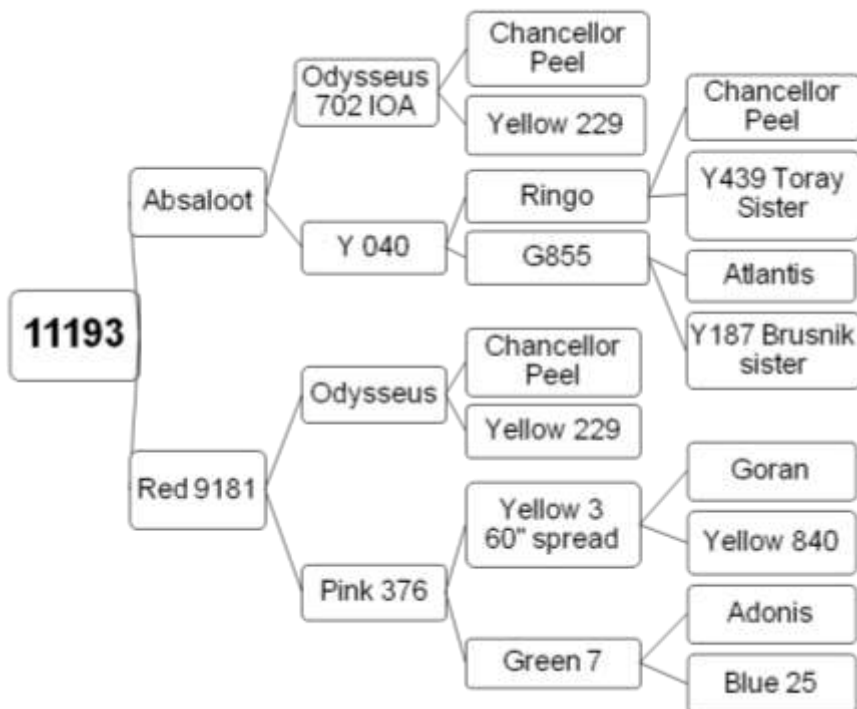 Chancellor
Peel
Odysseus
702 IOA
Chancellor
Peel
Yellow 229
Absaloot
Ringo
Y439 Toray
Sister
Y 040
G855
Atlantis
11193
Y187 Brusnik
sister
Chancellor
Peel
Odysseus
Yellow 229
Goran
Red 9181
Yellow 3
60" spread
Yellow 840
Pink 376
Adonis
Green 7
Blue 25